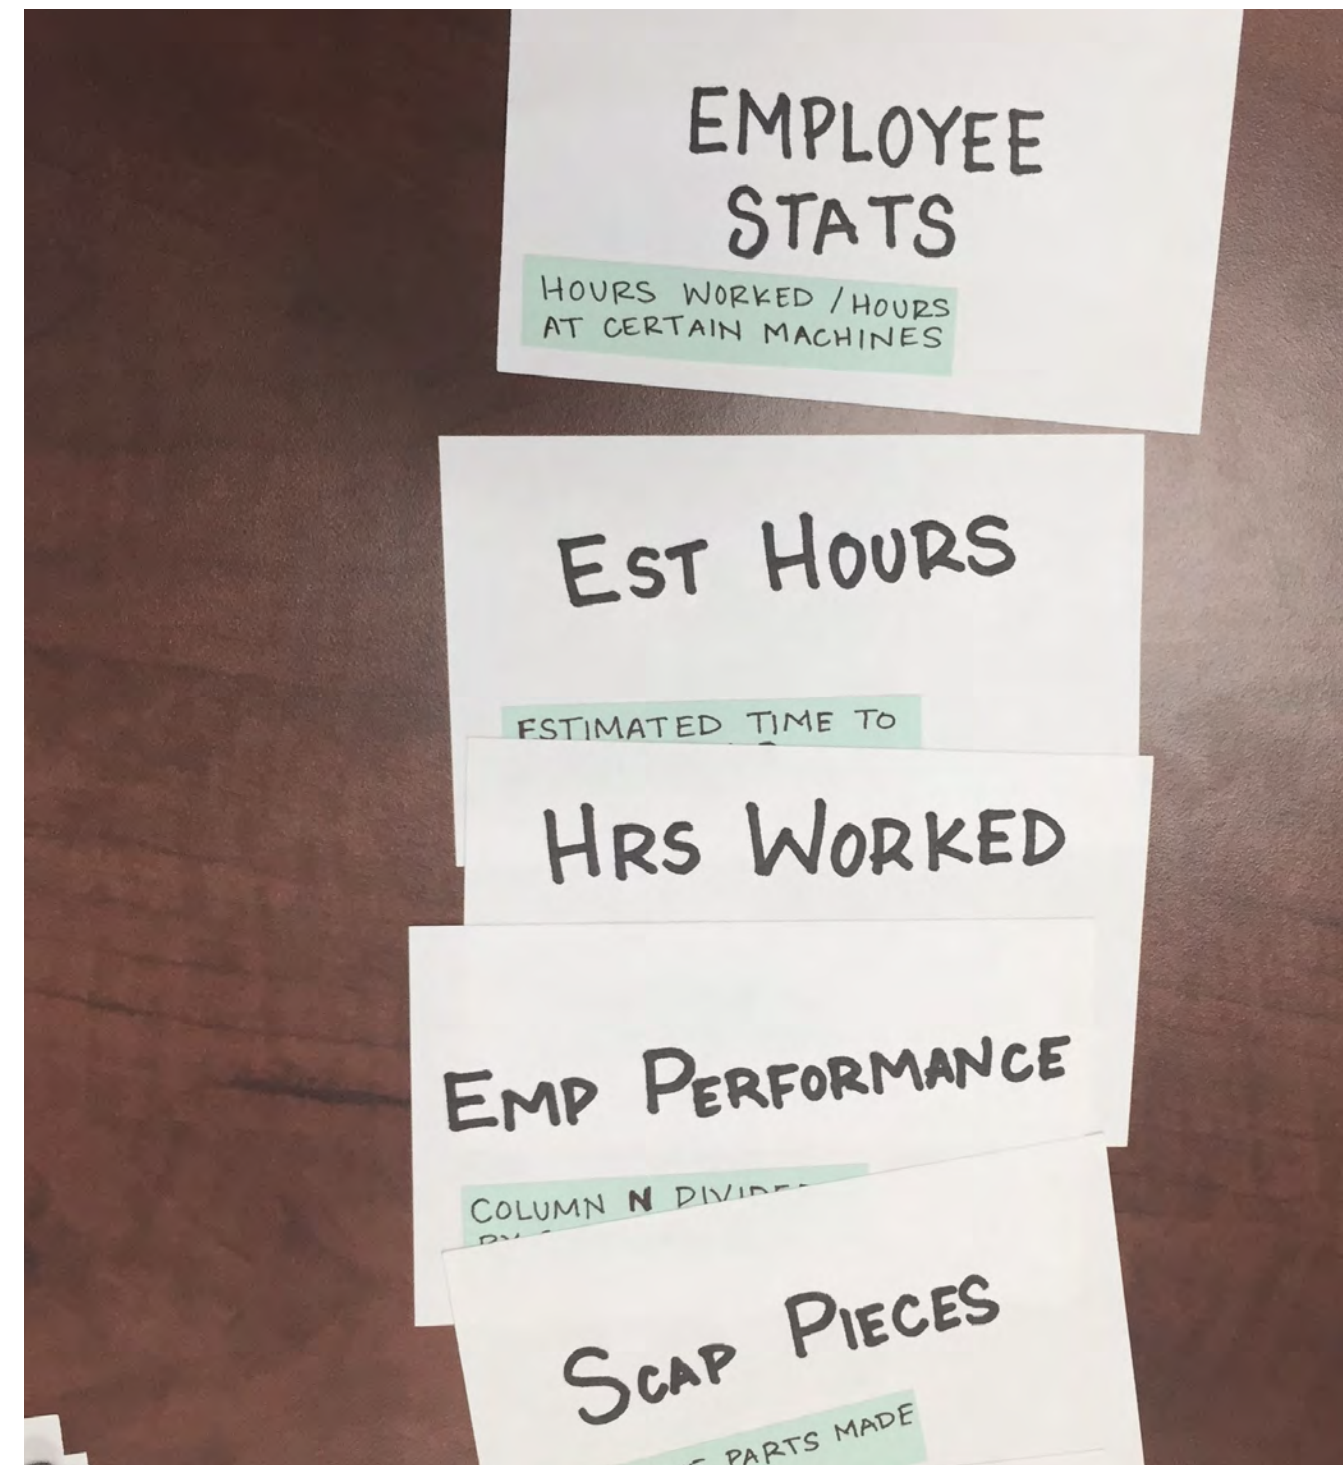 EMPLOYEE
STATS
HOURS WORKED / HOURS
AT CERTAIN MACHINES
EST HOURS
ESTIMATED TIME TO
HRS WORKED
EMP PERFORMANCE
COLUMN N
SCAP PIECES
PARTS MADE